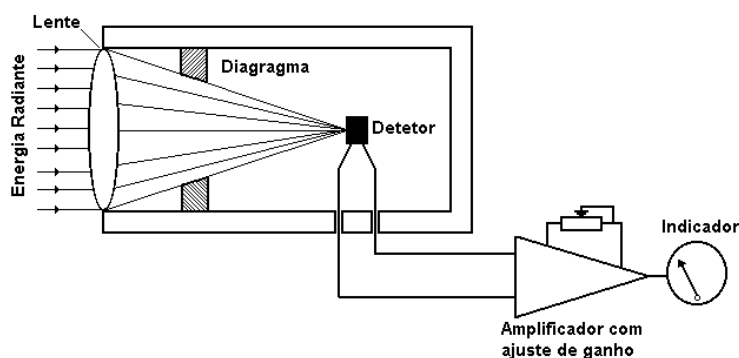 Lente
Diagragma
Energia Radiante
Detetor
Indicador
Amplificador com
ajuste de ganho